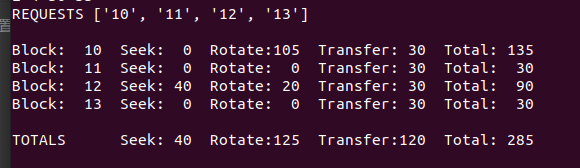 REQUESTS ['10', '11', '12', '13']
Block:  10  Seek:  0  Rotate:105  Transfer: 30  Total: 135
Block:  11  Seek:  0  Rotate:  0  Transfer: 30  Total:  30
Block:  12  Seek: 40  Rotate: 20  Transfer: 30  Total:  90
Block:  13  Seek:  0  Rotate:  0  Transfer: 30  Total:  30
TOTALS      Seek: 40  Rotate:125  Transfer:120  Total: 285